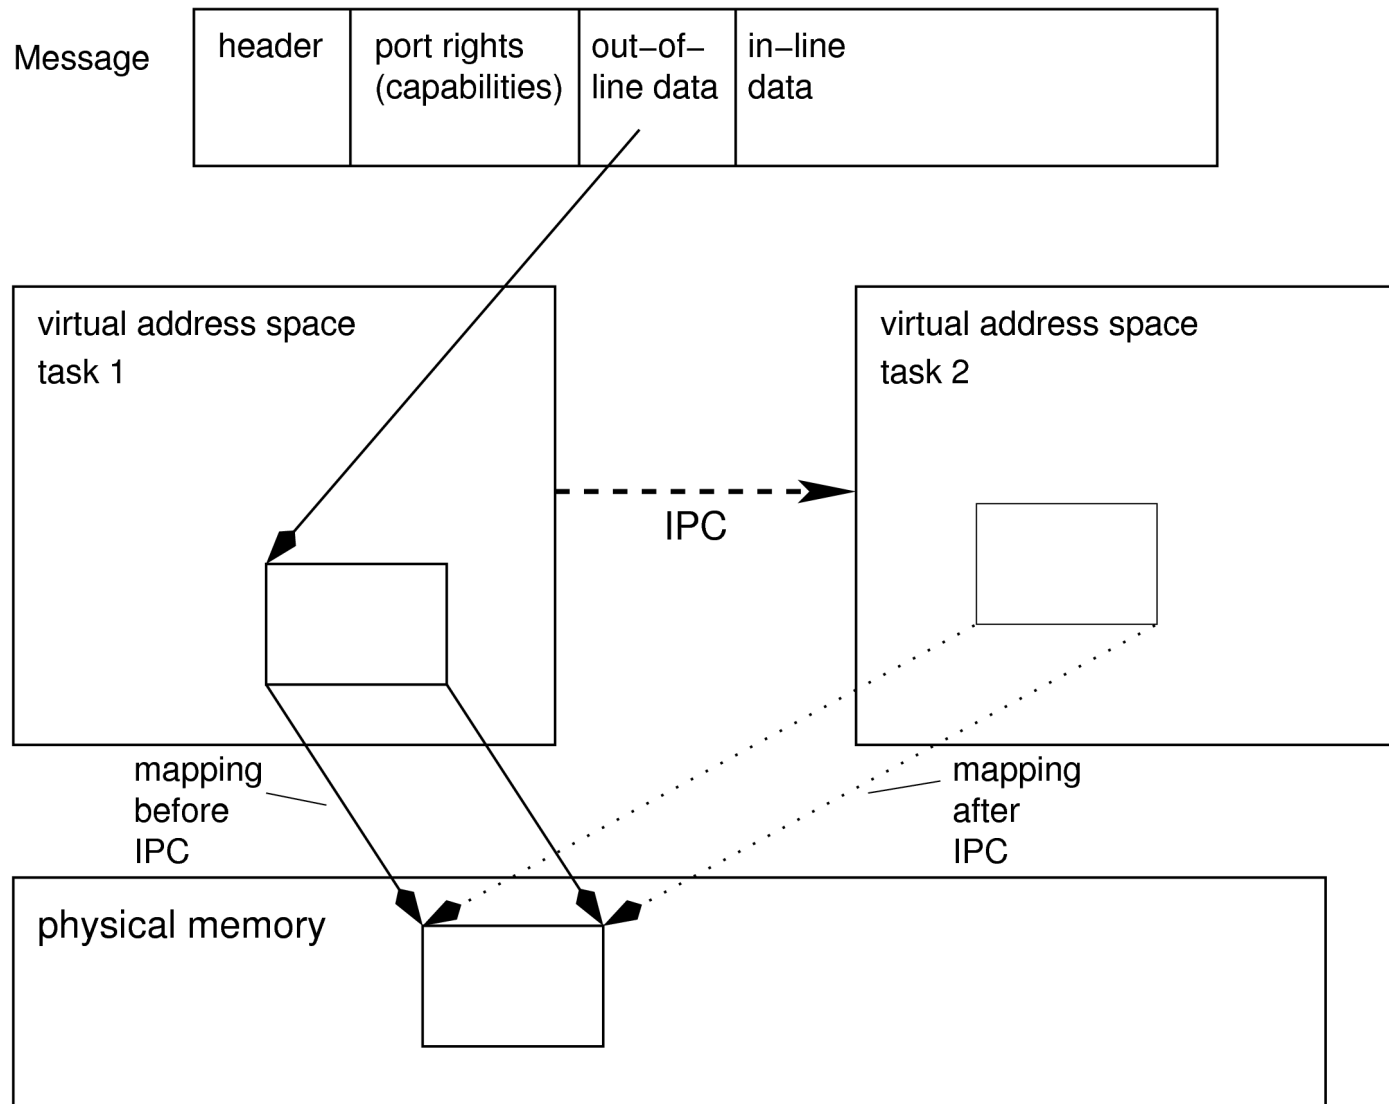 Message
header
port rights
(capabilities)
out–of–
line data
in–line
data
virtual address space
task 1
virtual address space
task 2
IPC
mapping
before
IPC
mapping
after
IPC
physical memory